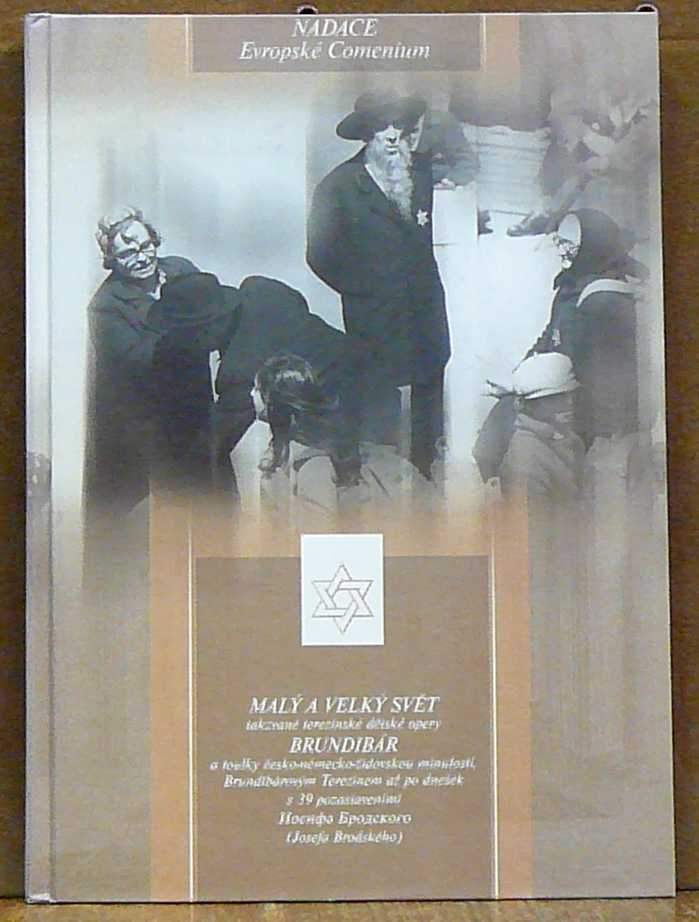 NADACE
Evropské Comenium
MALÝ A VELKÝ SVĚT
takzvané terezínské dětské opery
BRUNDIBÁR
a toulky česko-německo-židovskou minulostí,
Brundibárovým Terezínem až po dnešek
s 39 pozastaveními
Иосифа Бродского
(Josefa Brodského)